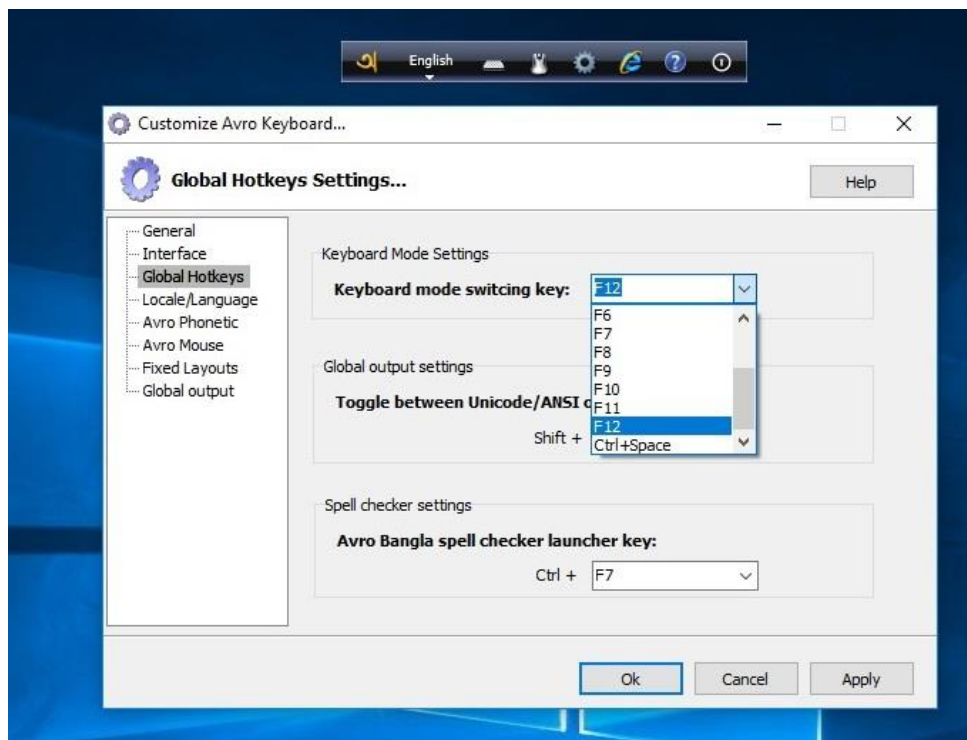 English
Customize Avro Keyboard...
Global Hotkeys Settings...
Help
General
Interface
Global Hotkeys
Locale/Language
Avro Phonetic
Avro Mouse
Fixed Layouts
Global output
Keyboard Mode Settings
Keyboard mode switcing key:
F12
F6
F7
F8
F9
F10
F11
F12
Ctrl+Space
Global output settings
Toggle between Unicode/ANSI
Shift +
Spell checker settings
Avro Bangla spell checker launcher key:
Ctrl + F7
Ok
Cancel
Apply